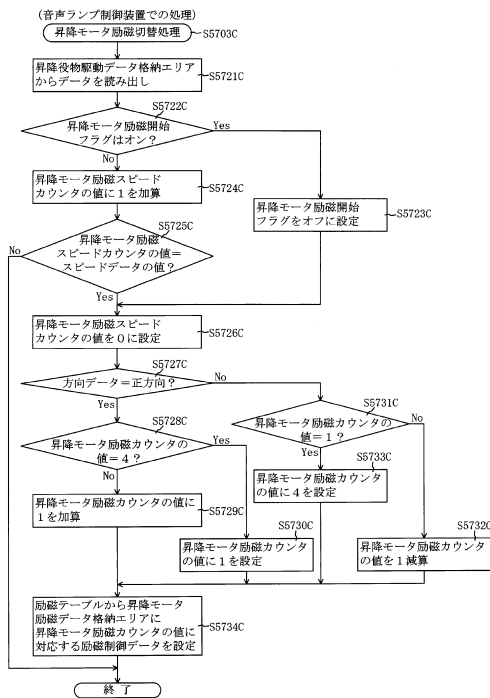 (音声ランプ制御装置での処理)
昇降モータ励磁切替処理
S5703C
昇降役物駆動データ格納エリア
からデータを読み出し
S5721C
S5722C
昇降モータ励磁開始
フラグはオン?
Yes
No
昇降モータ励磁スピード
カウンタの値に1を加算
S5724C
昇降モータ励磁開始
フラグをオフに設定
S5723C
S5725C
昇降モータ励磁
スピードカウンタの値=
スピードデータの値?
No
Yes
昇降モータ励磁スピード
カウンタの値を0に設定
S5726C
S5727C
方向データ=正方向?
No
Yes
S5728C
昇降モータ励磁カウンタの
値=4?
Yes
No
S5731C
昇降モータ励磁カウンタの
値=1?
No
Yes
S5733C
昇降モータ励磁カウンタ
の値に4を設定
昇降モータ励磁カウンタの値に
1を加算
S5729C
S5730C
昇降モータ励磁カウンタ
の値に1を設定
S5732C
昇降モータ励磁カウンタ
の値を1減算
励磁テーブルから昇降モータ
励磁データ格納エリアに
昇降モータ励磁カウンタの値に
対応する励磁制御データを設定
S5734C
終了